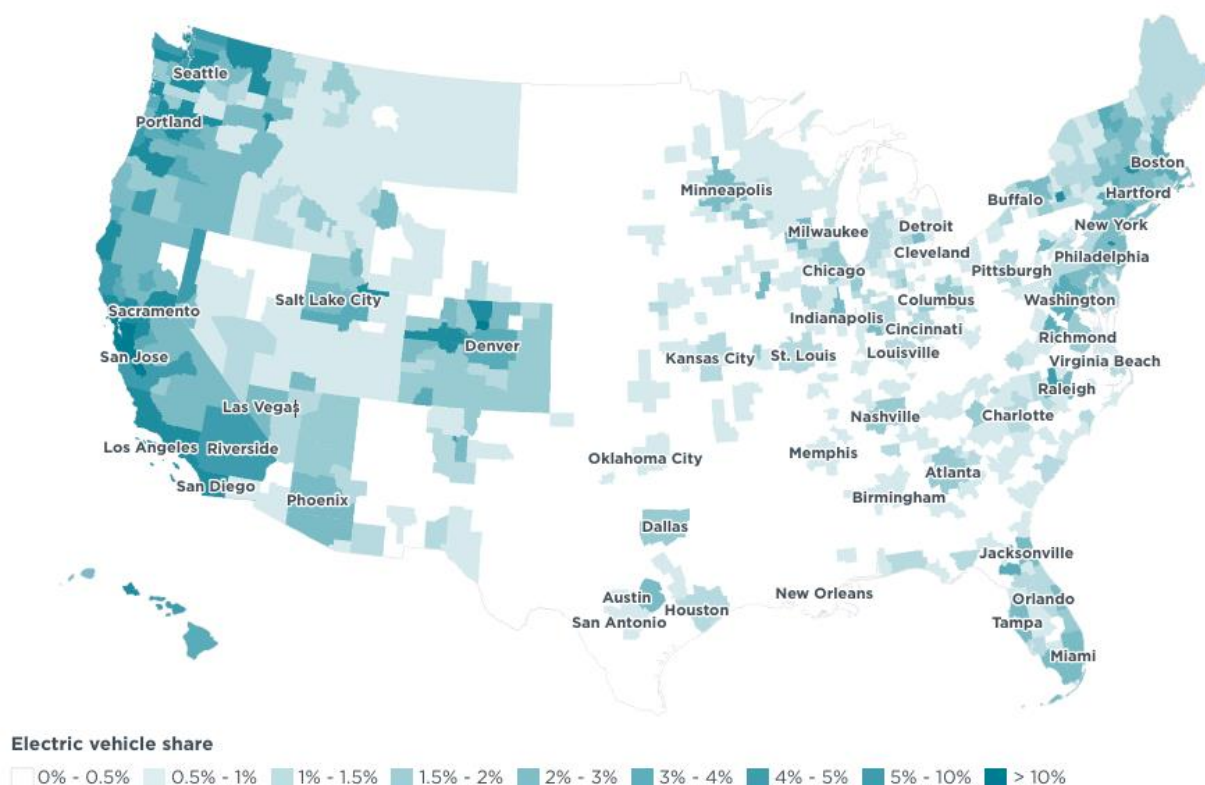 Seattle
Portland
Sacramento
San Jose
Las Vegas
Los Angeles
Riverside
San Diego
Phoenix
Salt Lake City
Denver
Minneapolis
Milwaukee
Chicago
Detroit
Cleveland
Pittsburgh
Columbus
Indianapolis
Cincinnati
Louisville
Kansas City
St. Louis
Buffalo
Boston
Hartford
New York
Philadelphia
Washington
Richmond
Virginia Beach
Raleigh
Charlotte
Nashville
Memphis
Oklahoma City
Atlanta
Birmingham
Dallas
Austin
Houston
San Antonio
New Orleans
Jacksonville
Orlando
Tampa
Miami
Electric vehicle share
0% - 0.5% 0.5% - 1% 1% - 1.5% 1.5% - 2% 2% - 3% 3% - 4% 4% - 5% 5% - 10% > 10%